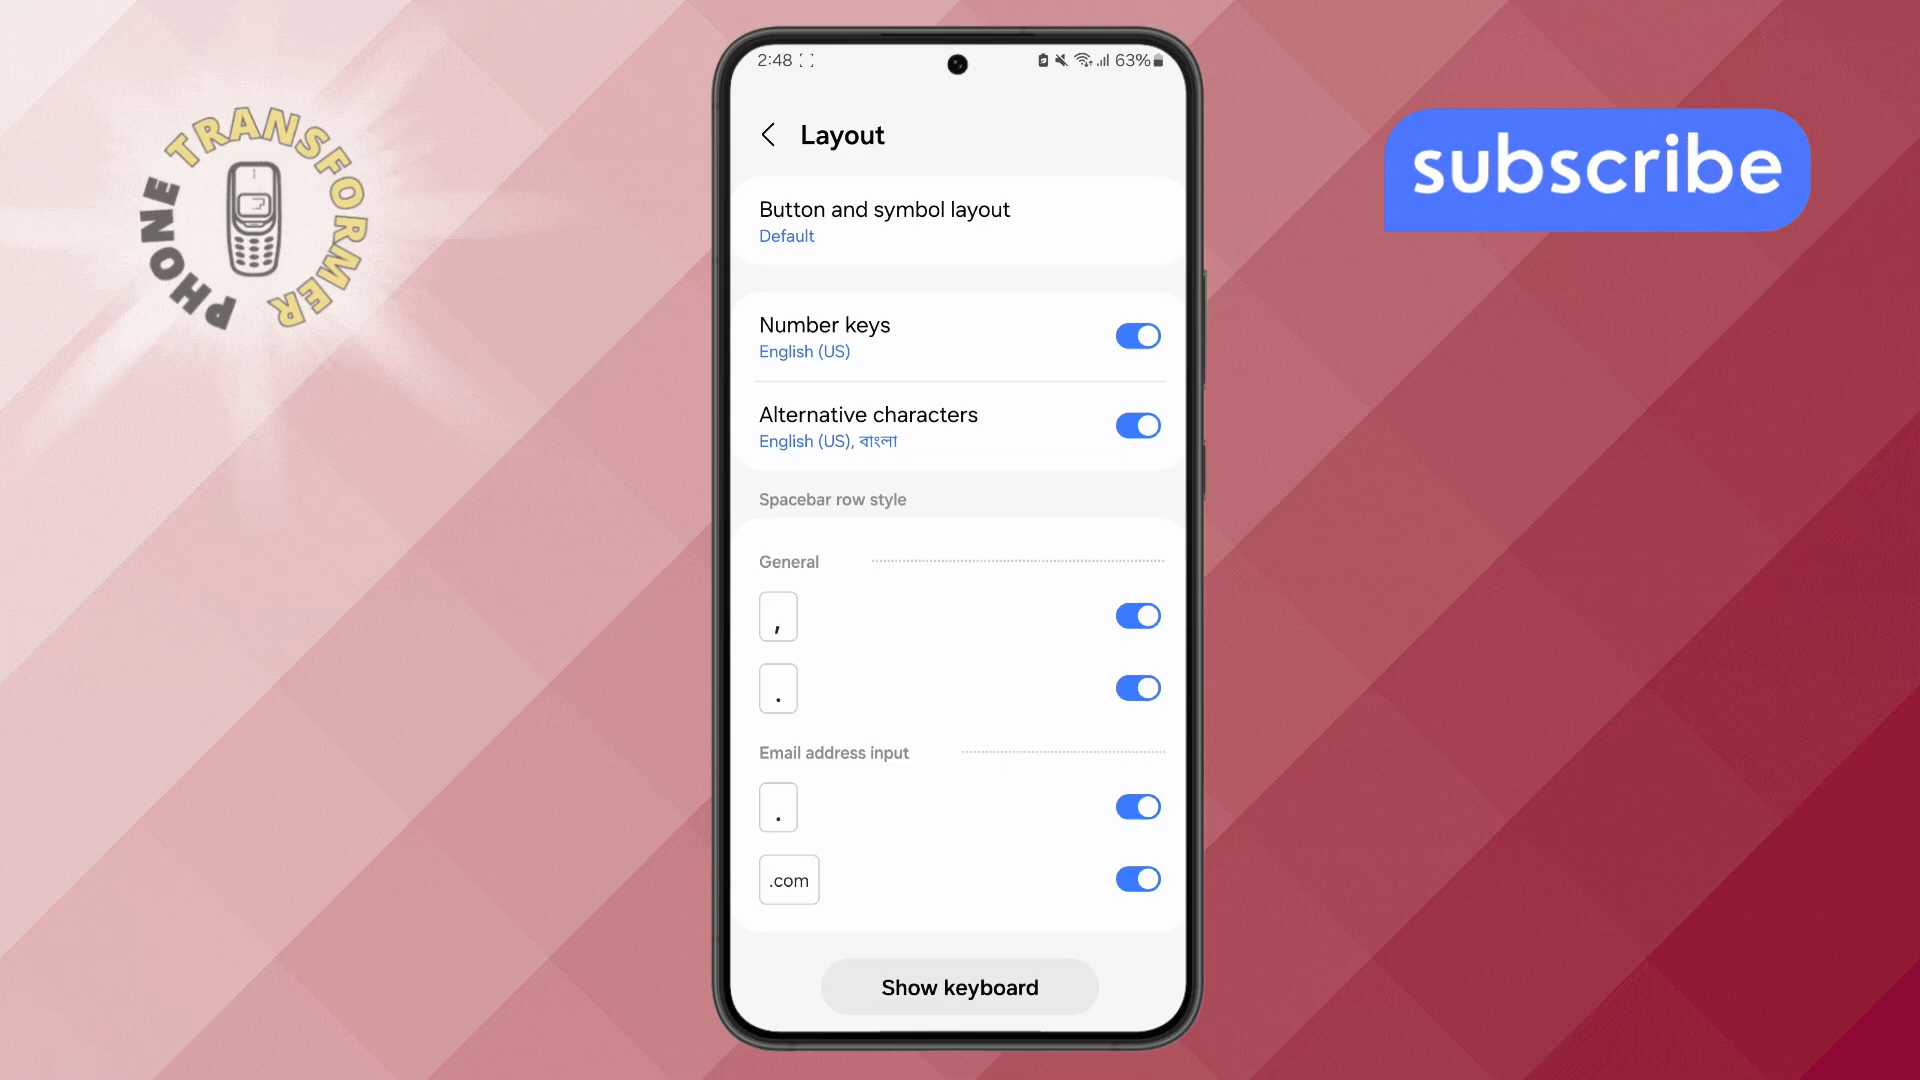 PHONE TRANSFORMER
subscribe
2:48
63%
Layout
Button and symbol layout
Default
Number keys
English (US)
Alternative characters
English (US), বাংলা
Spacebar row style
General
,
.
Email address input
.
.com
Show keyboard